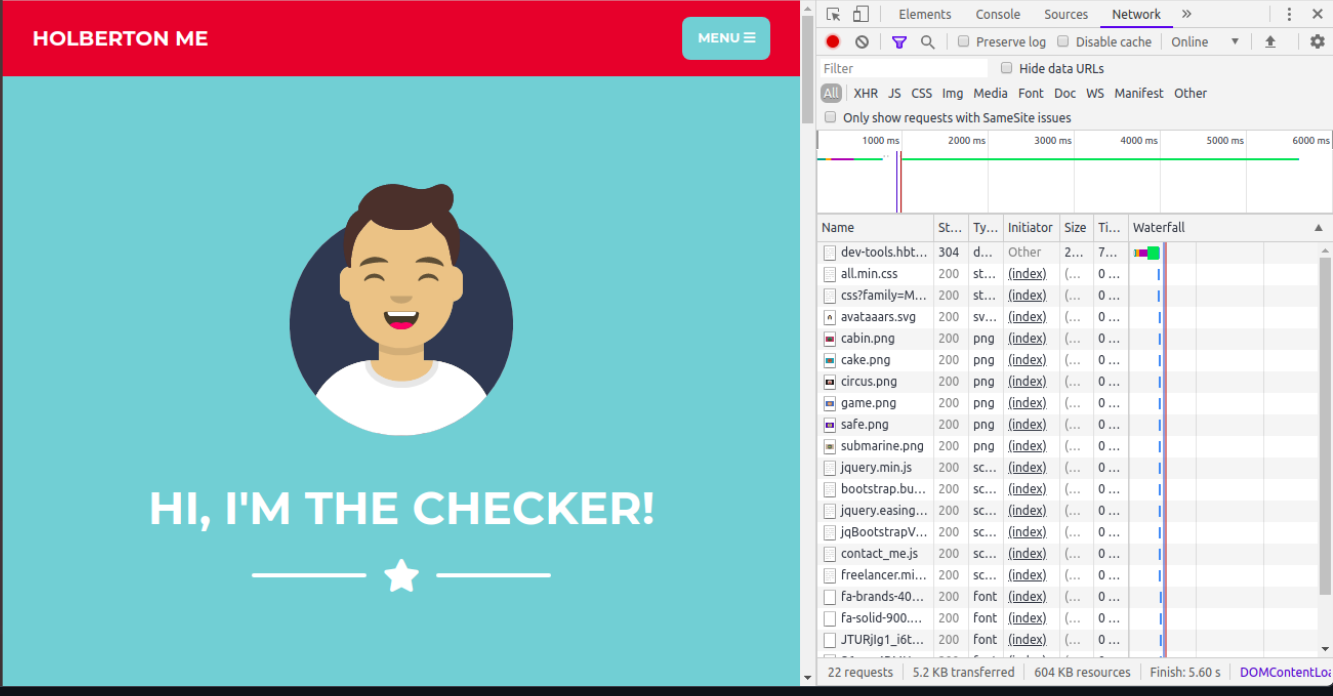 HOLBERTON ME
MENU
HI, I'M THE CHECKER!
Elements Console Sources Network
Preserve log Disable cache Online
Filter Hide data URLs
All XHR JS CSS Img Media Font Doc WS Manifest Other
Only show requests with SameSite issues
1000 ms 2000 ms 3000 ms 4000 ms 5000 ms 6000 ms
Name St... Ty... Initiator Size Ti... Waterfall
dev-tools.hbt... 304 d... Other 2... 7...
all.min.css 200 st... (index) (... 0 ...
css?family=M... 200 st... (index) (... 0 ...
avataaars.svg 200 sv... (index) (... 0 ...
cabin.png 200 png (index) (... 0 ...
cake.png 200 png (index) (... 0 ...
circus.png 200 png (index) (... 0 ...
game.png 200 png (index) (... 0 ...
safe.png 200 png (index) (... 0 ...
submarine.png 200 png (index) (... 0 ...
jquery.min.js 200 sc... (index) (... 0 ...
bootstrap.bu... 200 sc... (index) (... 0 ...
jquery.easing... 200 sc... (index) (... 0 ...
jqBootstrapV... 200 sc... (index) (... 0 ...
contact_me.js 200 sc... (index) (... 0 ...
freelancer.mi... 200 sc... (index) (... 0 ...
fa-brands-40... 200 font (index) (... 0 ...
fa-solid-900.... 200 font (index) (... 0 ...
JTURjIg1_i6t... 200 font (index) (... 0 ...
22 requests 5.2 KB transferred 604 KB resources Finish: 5.60 s DOMContentLoa